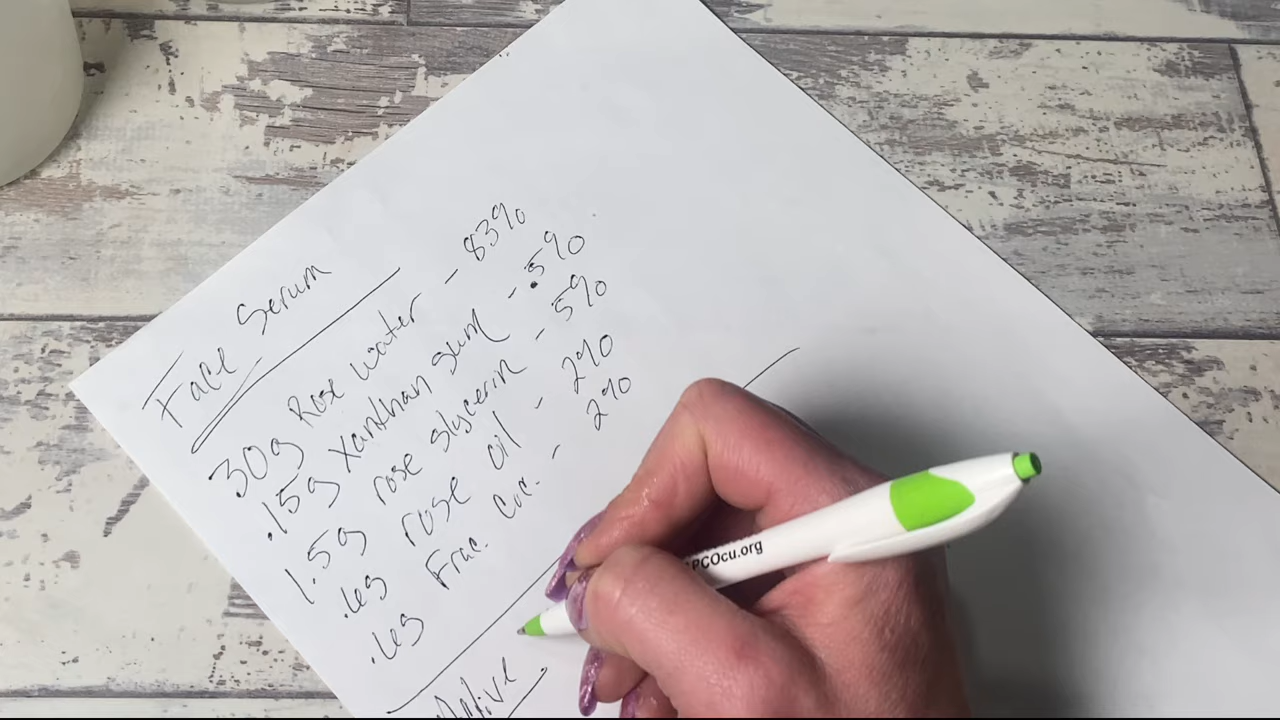 Face Serum
30g Rose water - 83%
.15g Xanthan gum - .5%
1.5g rose glycerin - 5%
.6g rose oil - 2%
.6g Frac. Coc. - 2%
PCOcu.org